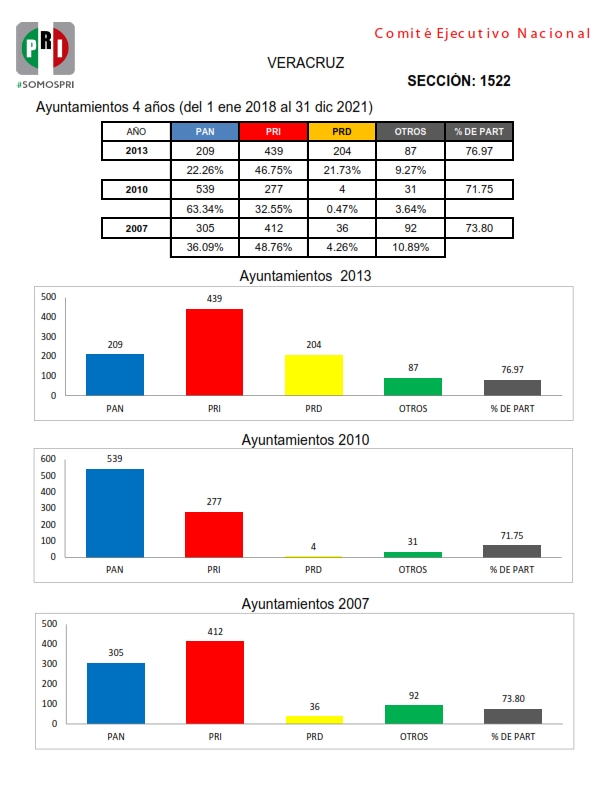 Comité Ejecutivo Nacional
PRI
#SOMOSPRI
VERACRUZ
SECCIÓN: 1522
Ayuntamientos 4 años (del 1 ene 2018 al 31 dic 2021)
AÑO PAN PRI PRD OTROS % DE PART
2013 209 439 204 87 76.97
22.26% 46.75% 21.73% 9.27%
2010 539 277 4 31 71.75
63.34% 32.55% 0.47% 3.64%
2007 305 412 36 92 73.80
36.09% 48.76% 4.26% 10.89%
Ayuntamientos 2013
500
400
300
200
100
0
209 439 204 87 76.97
PAN PRI PRD OTROS % DE PART
Ayuntamientos 2010
600
500
400
300
200
100
0
539 277 4 31 71.75
PAN PRI PRD OTROS % DE PART
Ayuntamientos 2007
500
400
300
200
100
0
305 412 36 92 73.80
PAN PRI PRD OTROS % DE PART